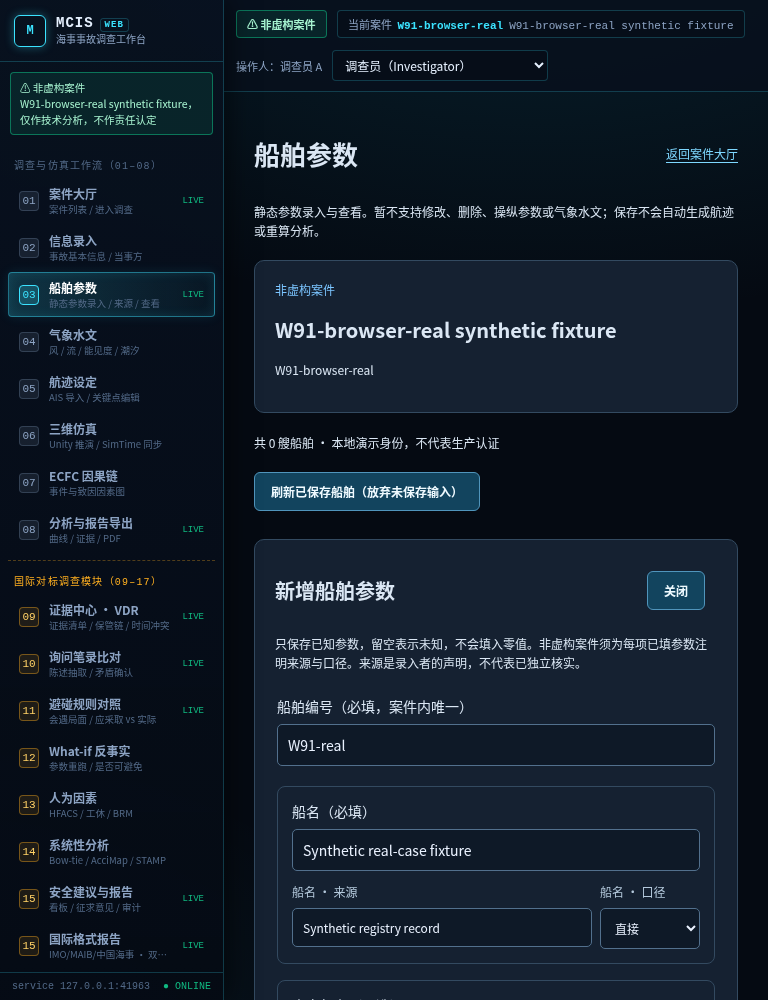 M
MCIS WEB
海事事故调查工作台
⚠ 非虚构案件
W91-browser-real synthetic fixture,
仅作技术分析，不作责任认定
调查与仿真工作流（01–08）
01 案件大厅 LIVE
案件列表 / 进入调查
02 信息录入
事故基本信息 / 当事方
03 船舶参数 LIVE
静态参数录入 / 来源 / 查看
04 气象水文
风 / 流 / 能见度 / 潮汐
05 航迹设定
AIS 导入 / 关键点编辑
06 三维仿真
Unity 推演 / SimTime 同步
07 ECFC 因果链
事件与致因因素图
08 分析与报告导出 LIVE
曲线 / 证据 / PDF
国际对标调查模块（09–17）
09 证据中心 · VDR LIVE
证据清单 / 保管链 / 时间冲突
10 询问笔录比对 LIVE
陈述抽取 / 矛盾确认
11 避碰规则对照 LIVE
会遇局面 / 应采取 vs 实际
12 What-if 反事实
参数重跑 / 是否可避免
13 人为因素
HFACS / 工休 / BRM
14 系统性分析
Bow-tie / AcciMap / STAMP
15 安全建议与报告 LIVE
看板 / 征求意见 / 审计
15 国际格式报告 LIVE
IMO/MAIB/中国海事 · 双…
service 127.0.0.1:41963 ● ONLINE
⚠ 非虚构案件
当前案件 W91-browser-real W91-browser-real synthetic fixture
操作人：调查员 A
调查员（Investigator）
船舶参数
返回案件大厅
静态参数录入与查看。暂不支持修改、删除、操纵参数或气象水文；保存不会自动生成航迹
或重算分析。
非虚构案件
W91-browser-real synthetic fixture
W91-browser-real
共 0 艘船舶 · 本地演示身份，不代表生产认证
刷新已保存船舶（放弃未保存输入）
新增船舶参数
关闭
只保存已知参数，留空表示未知，不会填入零值。非虚构案件须为每项已填参数注
明来源与口径。来源是录入者的声明，不代表已独立核实。
船舶编号（必填，案件内唯一）
W91-real
船名（必填）
Synthetic real-case fixture
船名 · 来源
船名 · 口径
Synthetic registry record
直接